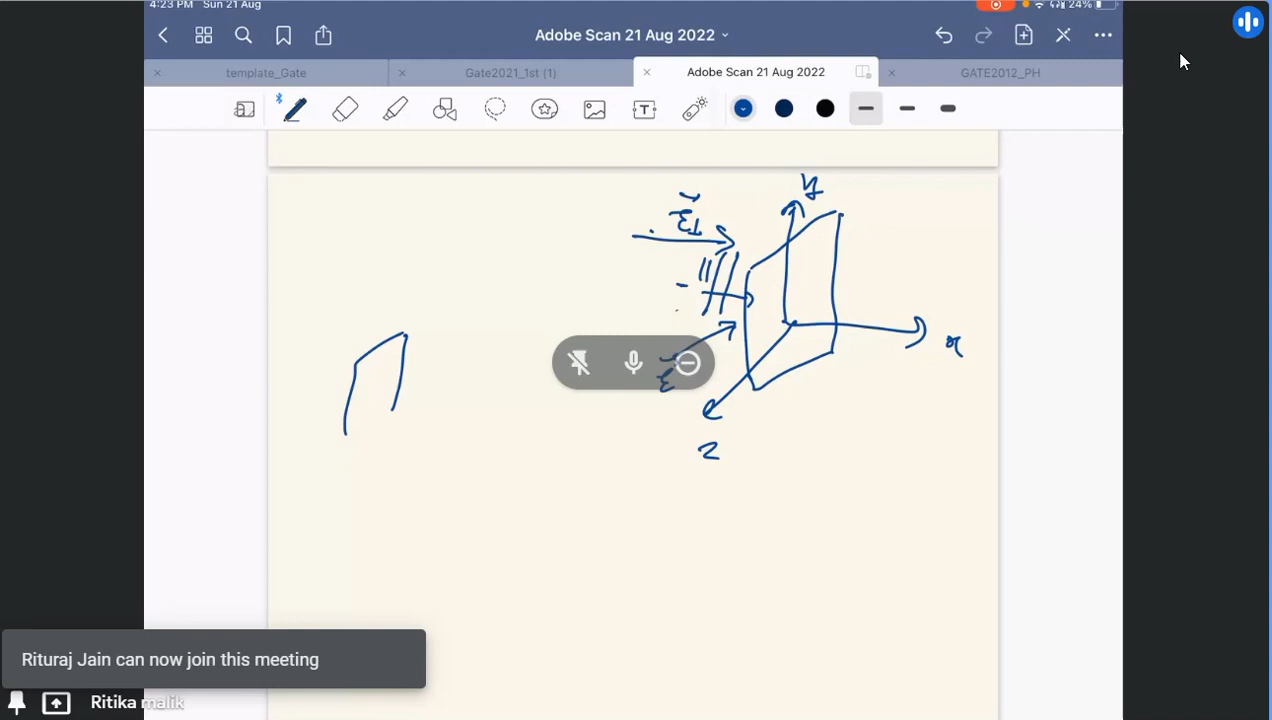 4:23 PM Sun 21 Aug 24%
Adobe Scan 21 Aug 2022
template_Gate Gate2021_1st (1) Adobe Scan 21 Aug 2022 GATE2012_PH
T
y
x
z
Rituraj Jain can now join this meeting
Ritika malik